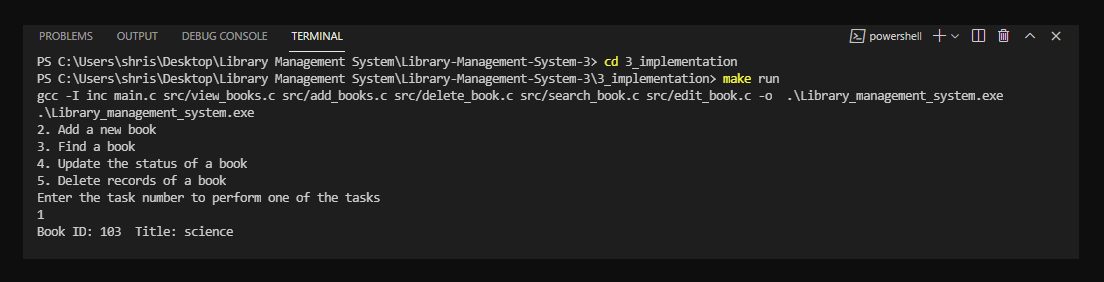 PROBLEMS OUTPUT DEBUG CONSOLE TERMINAL powershell
PS C:\Users\shris\Desktop\Library Management System\Library-Management-System-3> cd 3_implementation
PS C:\Users\shris\Desktop\Library Management System\Library-Management-System-3\3_implementation> make run
gcc -I inc main.c src/view_books.c src/add_books.c src/delete_book.c src/search_book.c src/edit_book.c -o  .\Library_management_system.exe
.\Library_management_system.exe
2. Add a new book
3. Find a book
4. Update the status of a book
5. Delete records of a book
Enter the task number to perform one of the tasks
1
Book ID: 103  Title: science